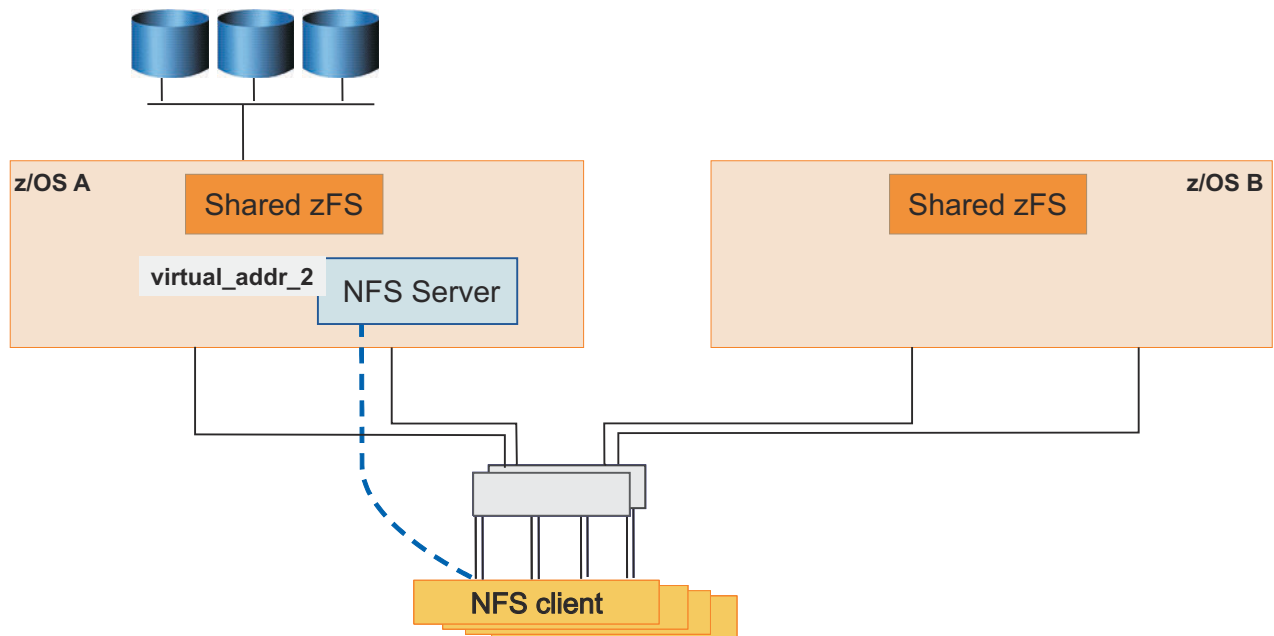 z/OS A
Shared zFS
virtual_addr_2
NFS Server
Shared zFS
z/OS B
NFS client